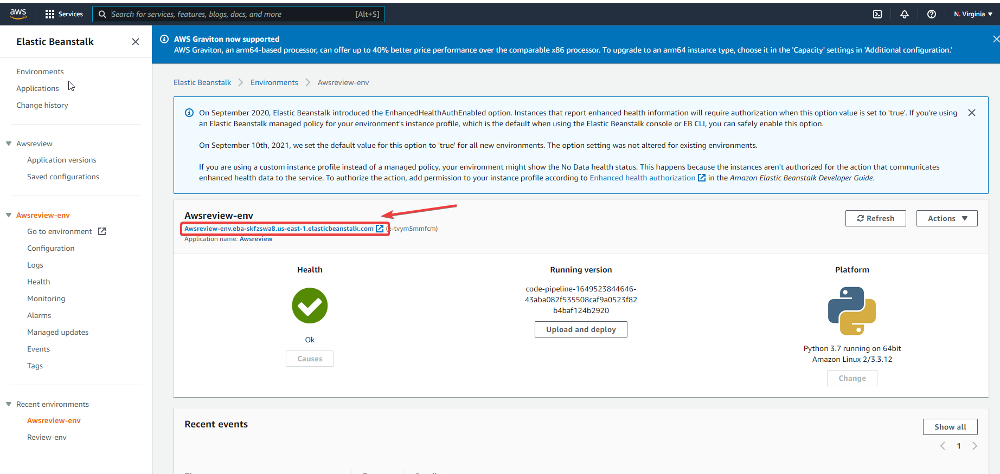 aws
Services
Search for services, features, blogs, docs, and more
[Alt+S]
N. Virginia
Elastic Beanstalk
Environments
Applications
Change history
Awsreview
Application versions
Saved configurations
Awsreview-env
Go to environment
Configuration
Logs
Health
Monitoring
Alarms
Managed updates
Events
Tags
Recent environments
Awsreview-env
Review-env
AWS Graviton now supported
AWS Graviton, an arm64-based processor, can offer up to 40% better price performance over the comparable x86 processor. To upgrade to an arm64 instance type, choose it in the 'Capacity' settings in 'Additional configuration.'
Elastic Beanstalk
Environments
Awsreview-env
On September 2020, Elastic Beanstalk introduced the EnhancedHealthAuthEnabled option. Instances that report enhanced health information will require authorization when this option value is set to 'true'. If you're using
an Elastic Beanstalk managed policy for your environment's instance profile, which is the default when using the Elastic Beanstalk console or EB CLI, you can safely enable this option.
On September 10th, 2021, we set the default value for this option to 'true' for all new environments. The option setting was not altered for existing environments.
If you are using a custom instance profile instead of a managed policy, your environment might show the No Data health status. This happens because the instances aren't authorized for the action that communicates
enhanced health data to the service. To authorize the action, add permission to your instance profile according to Enhanced health authorization in the Amazon Elastic Beanstalk Developer Guide.
Awsreview-env
Awsreview-env.eba-skfzswa8.us-east-1.elasticbeanstalk.com (e-tvym5mmfcm)
Application name: Awsreview
Refresh
Actions
Health
Ok
Causes
Running version
code-pipeline-1649523844646-
43aba082f535508caf9a0523f82
b4baf124b2920
Upload and deploy
Platform
Python 3.7 running on 64bit
Amazon Linux 2/3.3.12
Change
Recent events
Show all
1